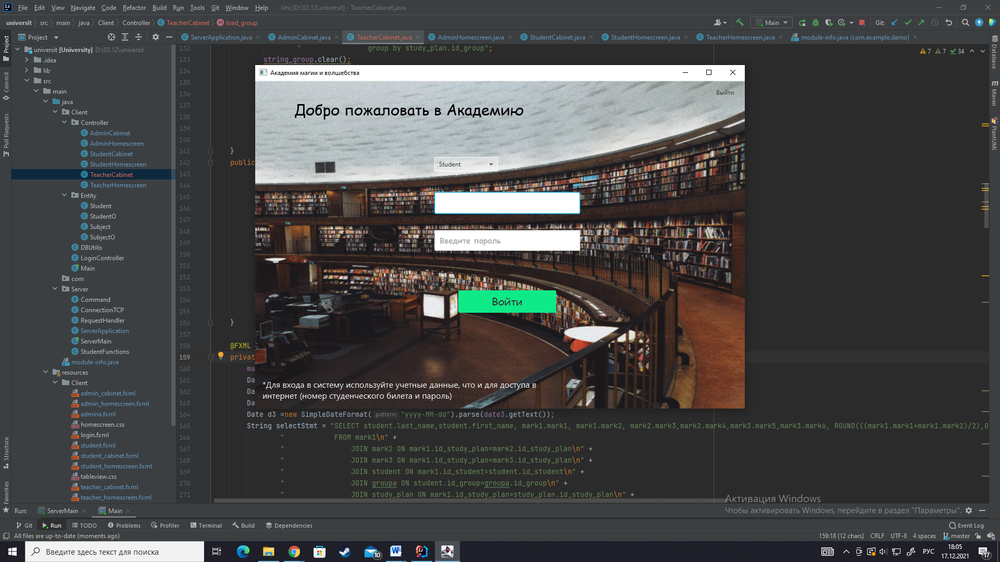 File Edit View Navigate Code Refactor Build Run Tools Git Window Help Uni [D:\02.12\universit] - TeacherCabinet.java
universit src main java Client Controller TeacherCabinet load_group
Main Git:
Project
ServerApplication.java AdminCabinet.java TeacherCabinet.java AdminHomescreen.java StudentCabinet.java StudentHomescreen.java TeacherHomescreen.java module-info.java (com.example.demo)
Project
Commit
Pull Requests
Structure
Favorites
universit [University] D:\02.12\universit
.idea
lib
src
main
java
Client
Controller
AdminCabinet
AdminHomescreen
StudentCabinet
StudentHomescreen
TeacherCabinet
TeacherHomescreen
Entity
Student
StudentO
Subject
SubjectO
DBUtilis
LoginController
Main
com
Server
Command
ConnectionTCP
RequestHandler
ServerApplication
ServerMain
StudentFunctions
module-info.java
resources
Client
admin_cabinet.fxml
admin_homescreen.fxml
admina.fxml
homescreen.css
login.fxml
student.fxml
student_cabinet.fxml
student_homescreen.fxml
tableview.css
teacher_cabinet.fxml
teacher_homescreen.fxml
7 7 34
132 " group by study_plan.id_group";
133 string_group.clear();
134
135
136
137
138
139
140
141 }
142 public
143
144
145
146
147
148
149
150
151
152
153
154
155
156 }
157
158 @FXML
159 privat
160 ma
161 Da
162 Da
163 Da
164 Date d3 =new SimpleDateFormat( pattern: "yyyy-MM-dd").parse(date3.getText());
165 String selectStmt = "SELECT student.last_name,student.first_name, mark1.mark1, mark1.mark2, mark2.mark3,mark2.mark4,mark3.mark5,mark3.mark6, ROUND(((mark1.mark1+mark1.mark2)/2),0
166 " FROM mark1\n" +
167 " JOIN mark2 ON mark1.id_study_plan=mark2.id_study_plan\n" +
168 " JOIN mark3 ON mark1.id_study_plan=mark3.id_study_plan\n" +
169 " JOIN student ON mark1.id_student=student.id_student\n" +
170 " JOIN groupa ON student.id_group=groupa.id_group\n" +
171 " JOIN study_plan ON mark1.id_study_plan=study_plan.id_study_plan\n" +
Академия магии и волшебства
Выйти
Добро пожаловать в Академию
Student
Введите пароль
Войти
*Для входа в систему используйте учетные данные, что и для доступа в
интернет (номер студенческого билета и пароль)
Database
Maven
PlantUML
Активация Windows
Чтобы активировать Windows, перейдите в раздел "Параметры".
Run: ServerMain Main
Git Run TODO Problems Profiler Terminal Build Dependencies Event Log
All files are up-to-date (moments ago) 159:18 (12 chars) CRLF UTF-8 4 spaces master
Введите здесь текст для поиска 10 РУС 18:05
17.12.2021 17